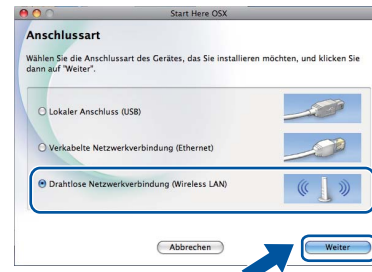 Start Here OSX
Anschlussart
Wählen Sie die Anschlussart des Gerätes, das Sie installieren möchten, und klicken Sie
dann auf "Weiter".
Lokaler Anschluss (USB)
Verkabelte Netzwerkverbindung (Ethernet)
Drahtlose Netzwerkverbindung (Wireless LAN)
Abbrechen
Weiter